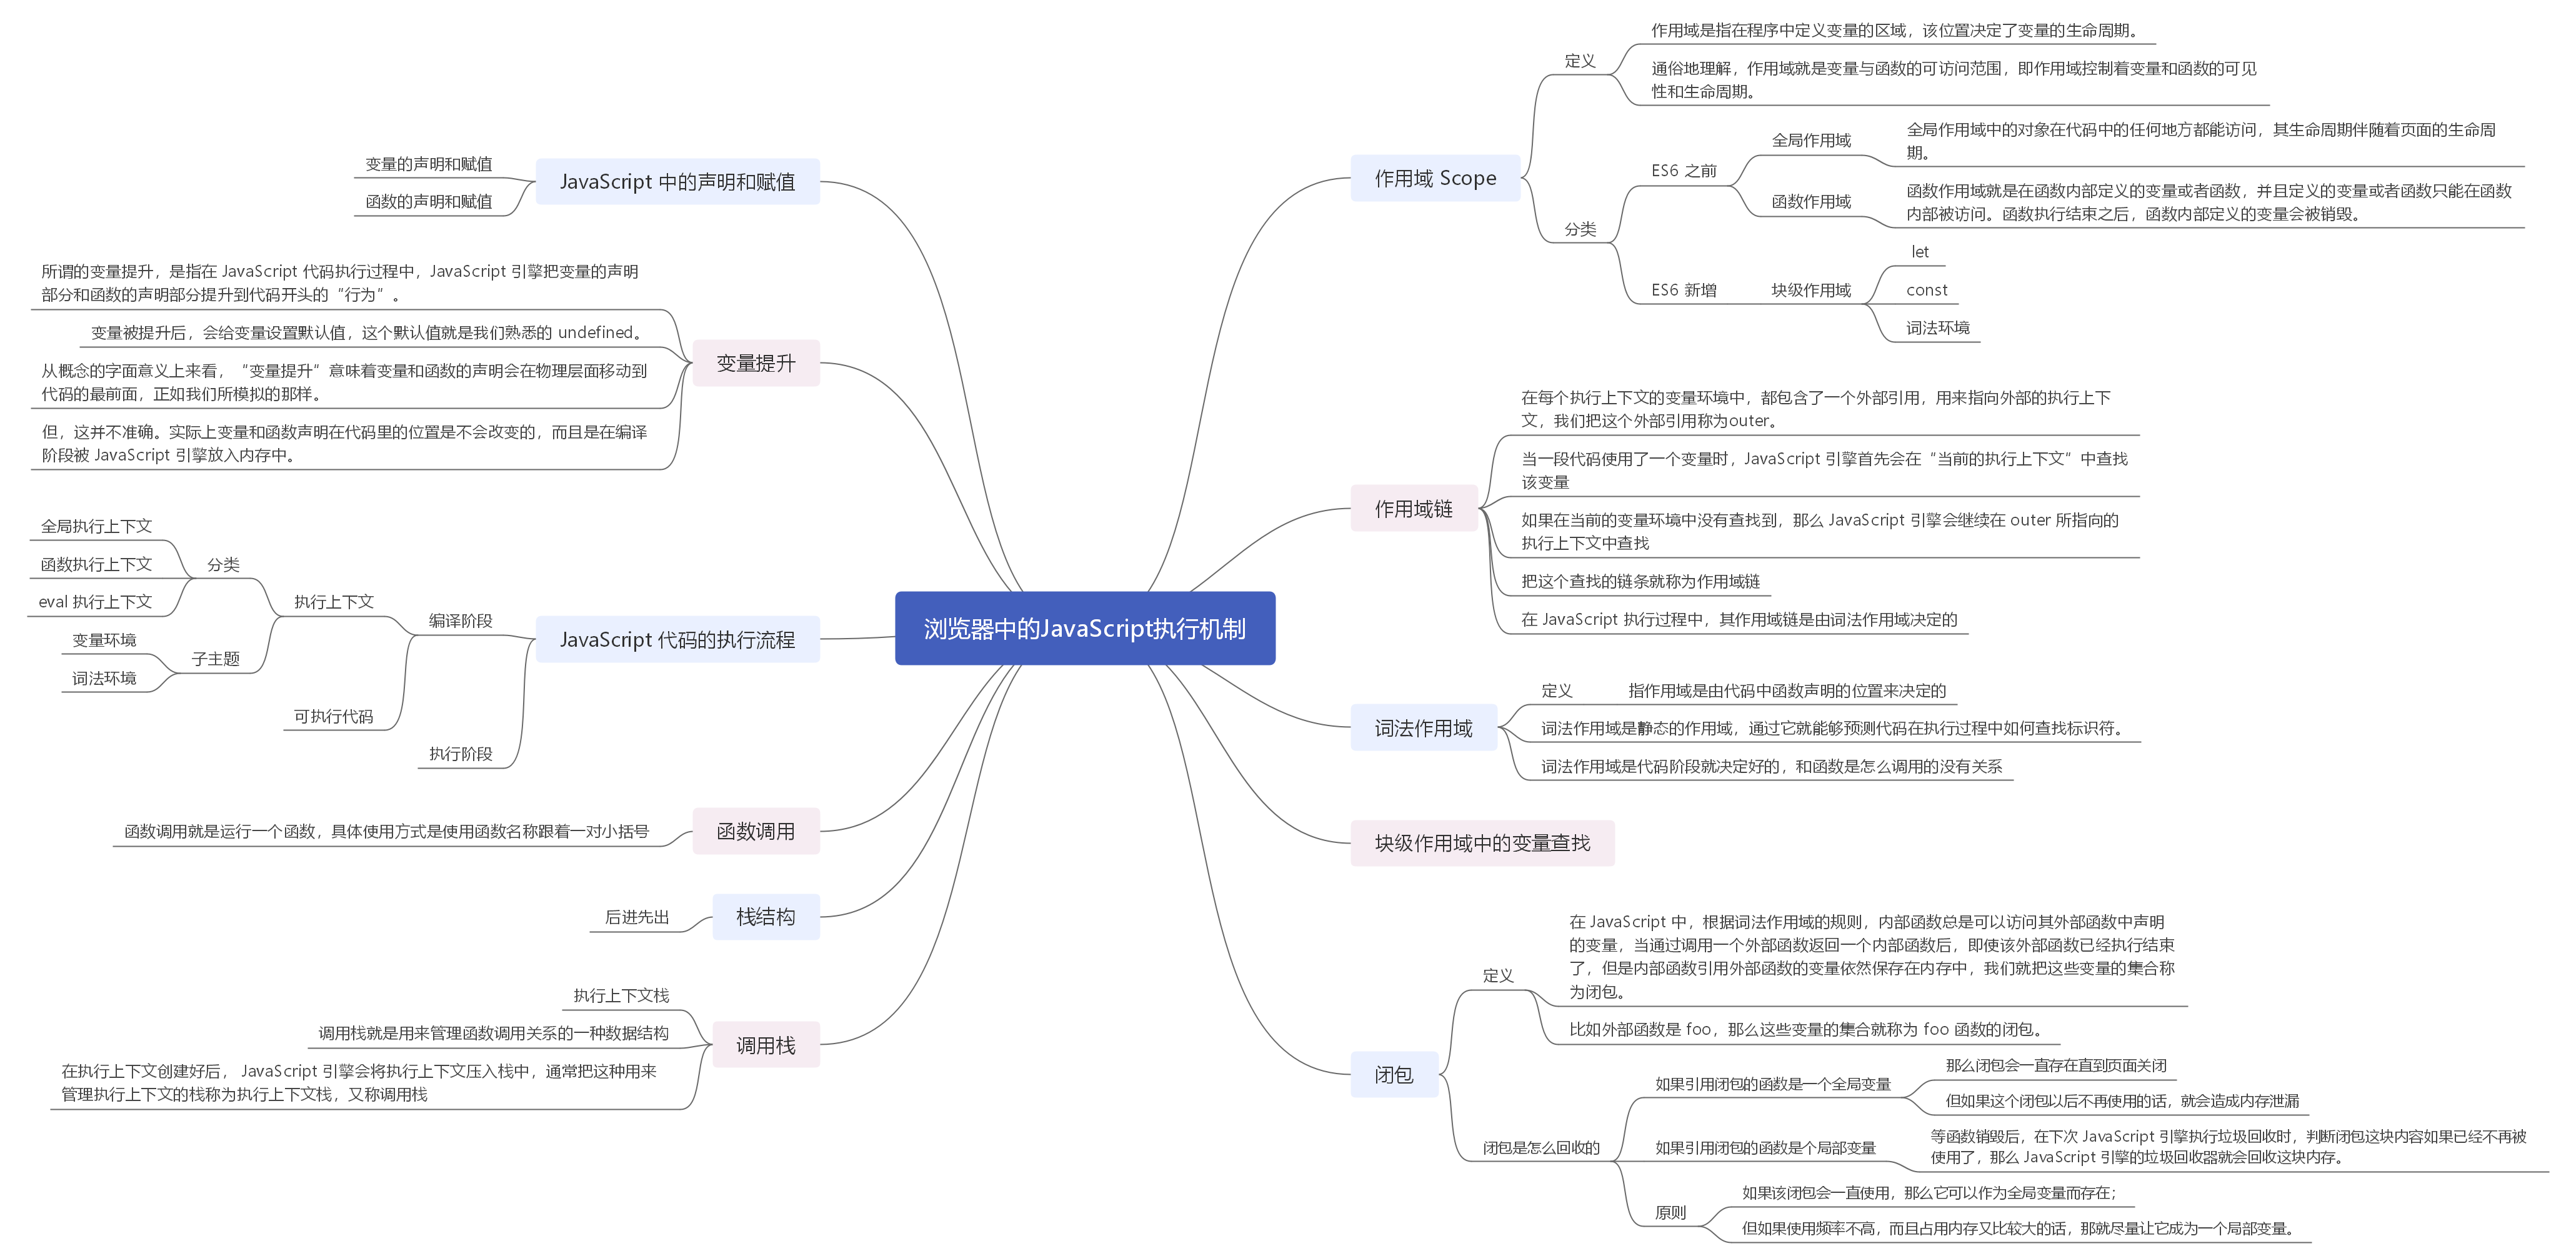 浏览器中的JavaScript执行机制
JavaScript 中的声明和赋值
变量的声明和赋值
函数的声明和赋值
变量提升
所谓的变量提升，是指在 JavaScript 代码执行过程中，JavaScript 引擎把变量的声明
部分和函数的声明部分提升到代码开头的“行为”。
变量被提升后，会给变量设置默认值，这个默认值就是我们熟悉的 undefined。
从概念的字面意义上来看，“变量提升”意味着变量和函数的声明会在物理层面移动到
代码的最前面，正如我们所模拟的那样。
但，这并不准确。实际上变量和函数声明在代码里的位置是不会改变的，而且是在编译
阶段被 JavaScript 引擎放入内存中。
JavaScript 代码的执行流程
编译阶段
执行上下文
分类
全局执行上下文
函数执行上下文
eval 执行上下文
子主题
变量环境
词法环境
可执行代码
执行阶段
函数调用
函数调用就是运行一个函数，具体使用方式是使用函数名称跟着一对小括号
栈结构
后进先出
调用栈
执行上下文栈
调用栈就是用来管理函数调用关系的一种数据结构
在执行上下文创建好后， JavaScript 引擎会将执行上下文压入栈中，通常把这种用来
管理执行上下文的栈称为执行上下文栈，又称调用栈
作用域 Scope
定义
作用域是指在程序中定义变量的区域，该位置决定了变量的生命周期。
通俗地理解，作用域就是变量与函数的可访问范围，即作用域控制着变量和函数的可见
性和生命周期。
分类
ES6 之前
全局作用域
全局作用域中的对象在代码中的任何地方都能访问，其生命周期伴随着页面的生命周
期。
函数作用域
函数作用域就是在函数内部定义的变量或者函数，并且定义的变量或者函数只能在函数
内部被访问。函数执行结束之后，函数内部定义的变量会被销毁。
ES6 新增
块级作用域
let
const
词法环境
作用域链
在每个执行上下文的变量环境中，都包含了一个外部引用，用来指向外部的执行上下
文，我们把这个外部引用称为outer。
当一段代码使用了一个变量时，JavaScript 引擎首先会在“当前的执行上下文”中查找
该变量
如果在当前的变量环境中没有查找到，那么 JavaScript 引擎会继续在 outer 所指向的
执行上下文中查找
把这个查找的链条就称为作用域链
在 JavaScript 执行过程中，其作用域链是由词法作用域决定的
词法作用域
定义
指作用域是由代码中函数声明的位置来决定的
词法作用域是静态的作用域，通过它就能够预测代码在执行过程中如何查找标识符。
词法作用域是代码阶段就决定好的，和函数是怎么调用的没有关系
块级作用域中的变量查找
闭包
定义
在 JavaScript 中，根据词法作用域的规则，内部函数总是可以访问其外部函数中声明
的变量，当通过调用一个外部函数返回一个内部函数后，即使该外部函数已经执行结束
了，但是内部函数引用外部函数的变量依然保存在内存中，我们就把这些变量的集合称
为闭包。
比如外部函数是 foo，那么这些变量的集合就称为 foo 函数的闭包。
闭包是怎么回收的
如果引用闭包的函数是一个全局变量
那么闭包会一直存在直到页面关闭
但如果这个闭包以后不再使用的话，就会造成内存泄漏
如果引用闭包的函数是个局部变量
等函数销毁后，在下次 JavaScript 引擎执行垃圾回收时，判断闭包这块内容如果已经不再被
使用了，那么 JavaScript 引擎的垃圾回收器就会回收这块内存。
原则
如果该闭包会一直使用，那么它可以作为全局变量而存在；
但如果使用频率不高，而且占用内存又比较大的话，那就尽量让它成为一个局部变量。